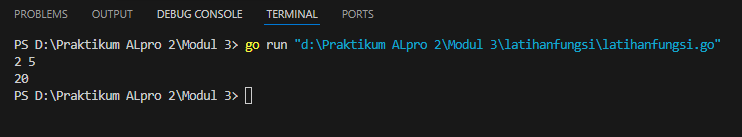 PROBLEMS OUTPUT DEBUG CONSOLE TERMINAL PORTS
PS D:\Praktikum ALpro 2\Modul 3> go run "d:\Praktikum ALpro 2\Modul 3\latihanfungsi\latihanfungsi.go"
2 5
20
PS D:\Praktikum ALpro 2\Modul 3>